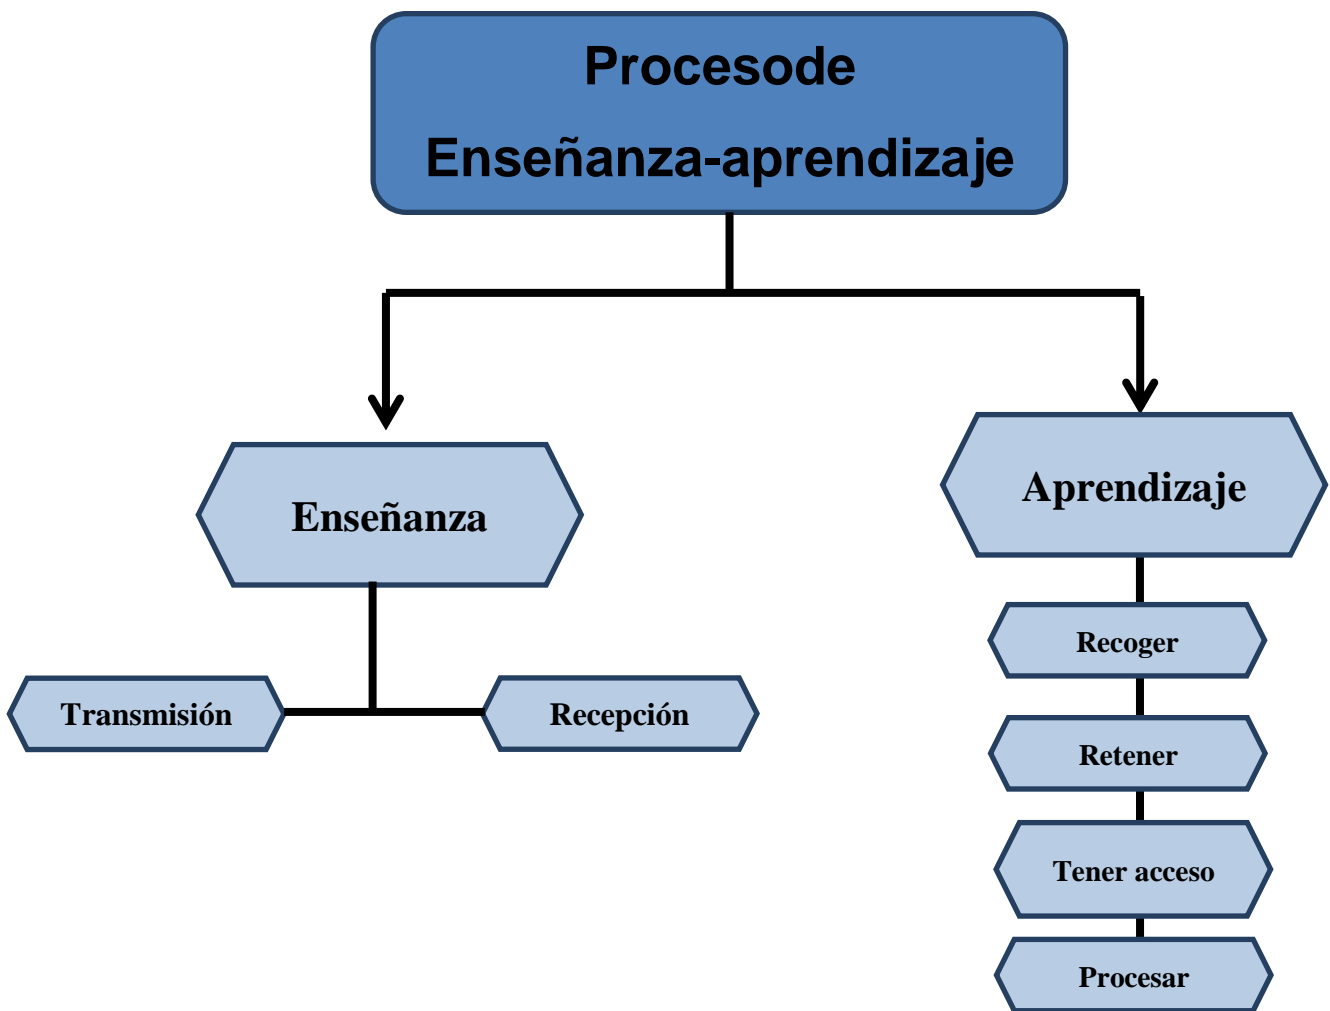 Procesode
Enseñanza-aprendizaje
Enseñanza
Aprendizaje
Transmisión
Recepción
Recoger
Retener
Tener acceso
Procesar